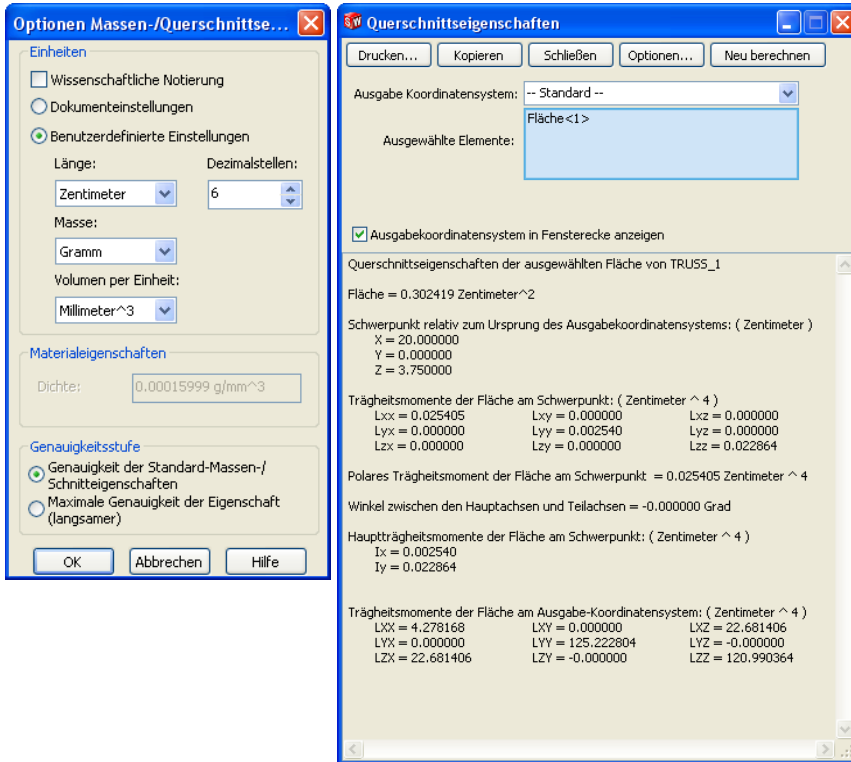 Optionen Massen-/Querschnittse...
Einheiten
Wissenschaftliche Notierung
Dokumenteinstellungen
Benutzerdefinierte Einstellungen
Länge: Dezimalstellen:
Zentimeter 6
Masse:
Gramm
Volumen per Einheit:
Millimeter^3
Materialeigenschaften
Dichte: 0.00015999 g/mm^3
Genauigkeitsstufe
Genauigkeit der Standard-Massen-/
Schnitteigenschaften
Maximale Genauigkeit der Eigenschaft
(langsamer)
OK Abbrechen Hilfe
SW Querschnittseigenschaften
Drucken... Kopieren Schließen Optionen... Neu berechnen
Ausgabe Koordinatensystem: -- Standard --
Fläche<1>
Ausgewählte Elemente:
Ausgabekoordinatensystem in Fensterecke anzeigen
Querschnittseigenschaften der ausgewählten Fläche von TRUSS_1
Fläche = 0.302419 Zentimeter^2
Schwerpunkt relativ zum Ursprung des Ausgabekoordinatensystems: ( Zentimeter )
X = 20.000000
Y = 0.000000
Z = 3.750000
Trägheitsmomente der Fläche am Schwerpunkt: ( Zentimeter ^ 4 )
Lxx = 0.025405 Lxy = 0.000000 Lxz = 0.000000
Lyx = 0.000000 Lyy = 0.002540 Lyz = 0.000000
Lzx = 0.000000 Lzy = 0.000000 Lzz = 0.022864
Polares Trägheitsmoment der Fläche am Schwerpunkt = 0.025405 Zentimeter ^ 4
Winkel zwischen den Hauptachsen und Teilachsen = -0.000000 Grad
Hauptträgheitsmomente der Fläche am Schwerpunkt: ( Zentimeter ^ 4 )
Ix = 0.002540
Iy = 0.022864
Trägheitsmomente der Fläche am Ausgabe-Koordinatensystem: ( Zentimeter ^ 4 )
LXX = 4.278168 LXY = 0.000000 LXZ = 22.681406
LYX = 0.000000 LYY = 125.222804 LYZ = -0.000000
LZX = 22.681406 LZY = -0.000000 LZZ = 120.990364